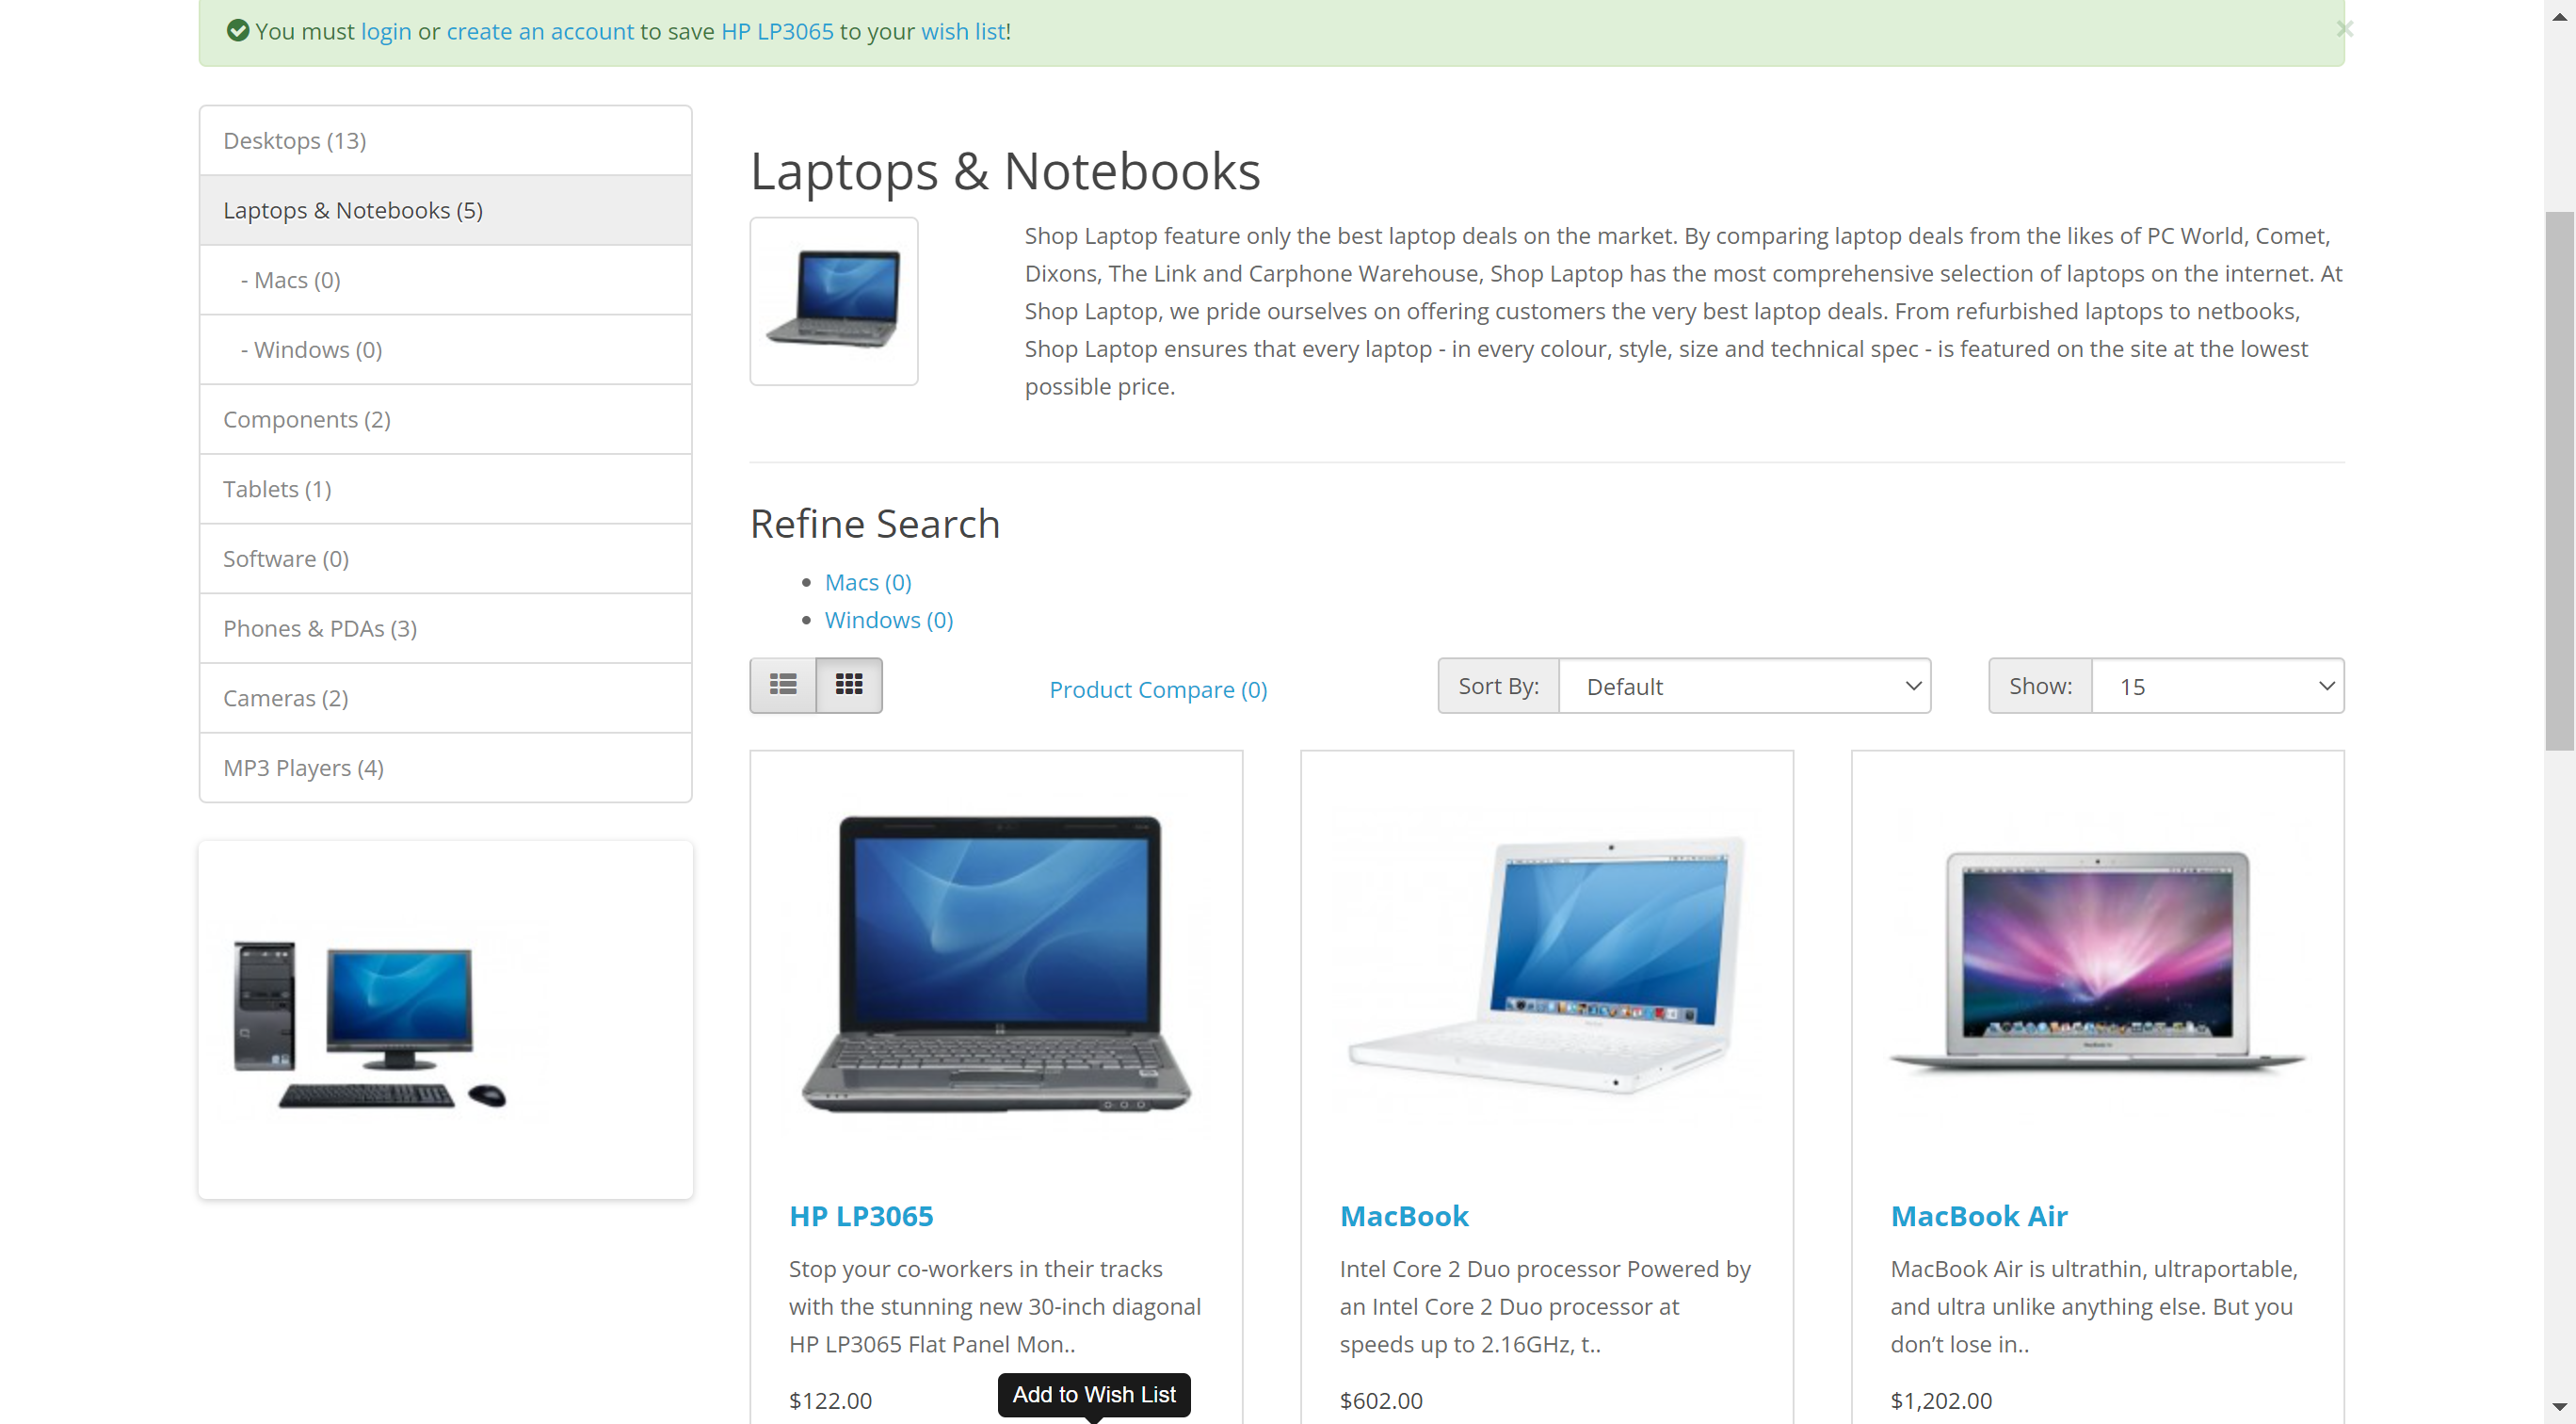 You must login or create an account to save HP LP3065 to your wish list!
×
Desktops (13)
Laptops & Notebooks (5)
- Macs (0)
- Windows (0)
Components (2)
Tablets (1)
Software (0)
Phones & PDAs (3)
Cameras (2)
MP3 Players (4)
Laptops & Notebooks
Shop Laptop feature only the best laptop deals on the market. By comparing laptop deals from the likes of PC World, Comet,
Dixons, The Link and Carphone Warehouse, Shop Laptop has the most comprehensive selection of laptops on the internet. At
Shop Laptop, we pride ourselves on offering customers the very best laptop deals. From refurbished laptops to netbooks,
Shop Laptop ensures that every laptop - in every colour, style, size and technical spec - is featured on the site at the lowest
possible price.
Refine Search
Macs (0)
Windows (0)
Product Compare (0)
Sort By: Default
Show: 15
HP LP3065
Stop your co-workers in their tracks
with the stunning new 30-inch diagonal
HP LP3065 Flat Panel Mon..
$122.00
Add to Wish List
MacBook
Intel Core 2 Duo processor Powered by
an Intel Core 2 Duo processor at
speeds up to 2.16GHz, t..
$602.00
MacBook Air
MacBook Air is ultrathin, ultraportable,
and ultra unlike anything else. But you
don’t lose in..
$1,202.00